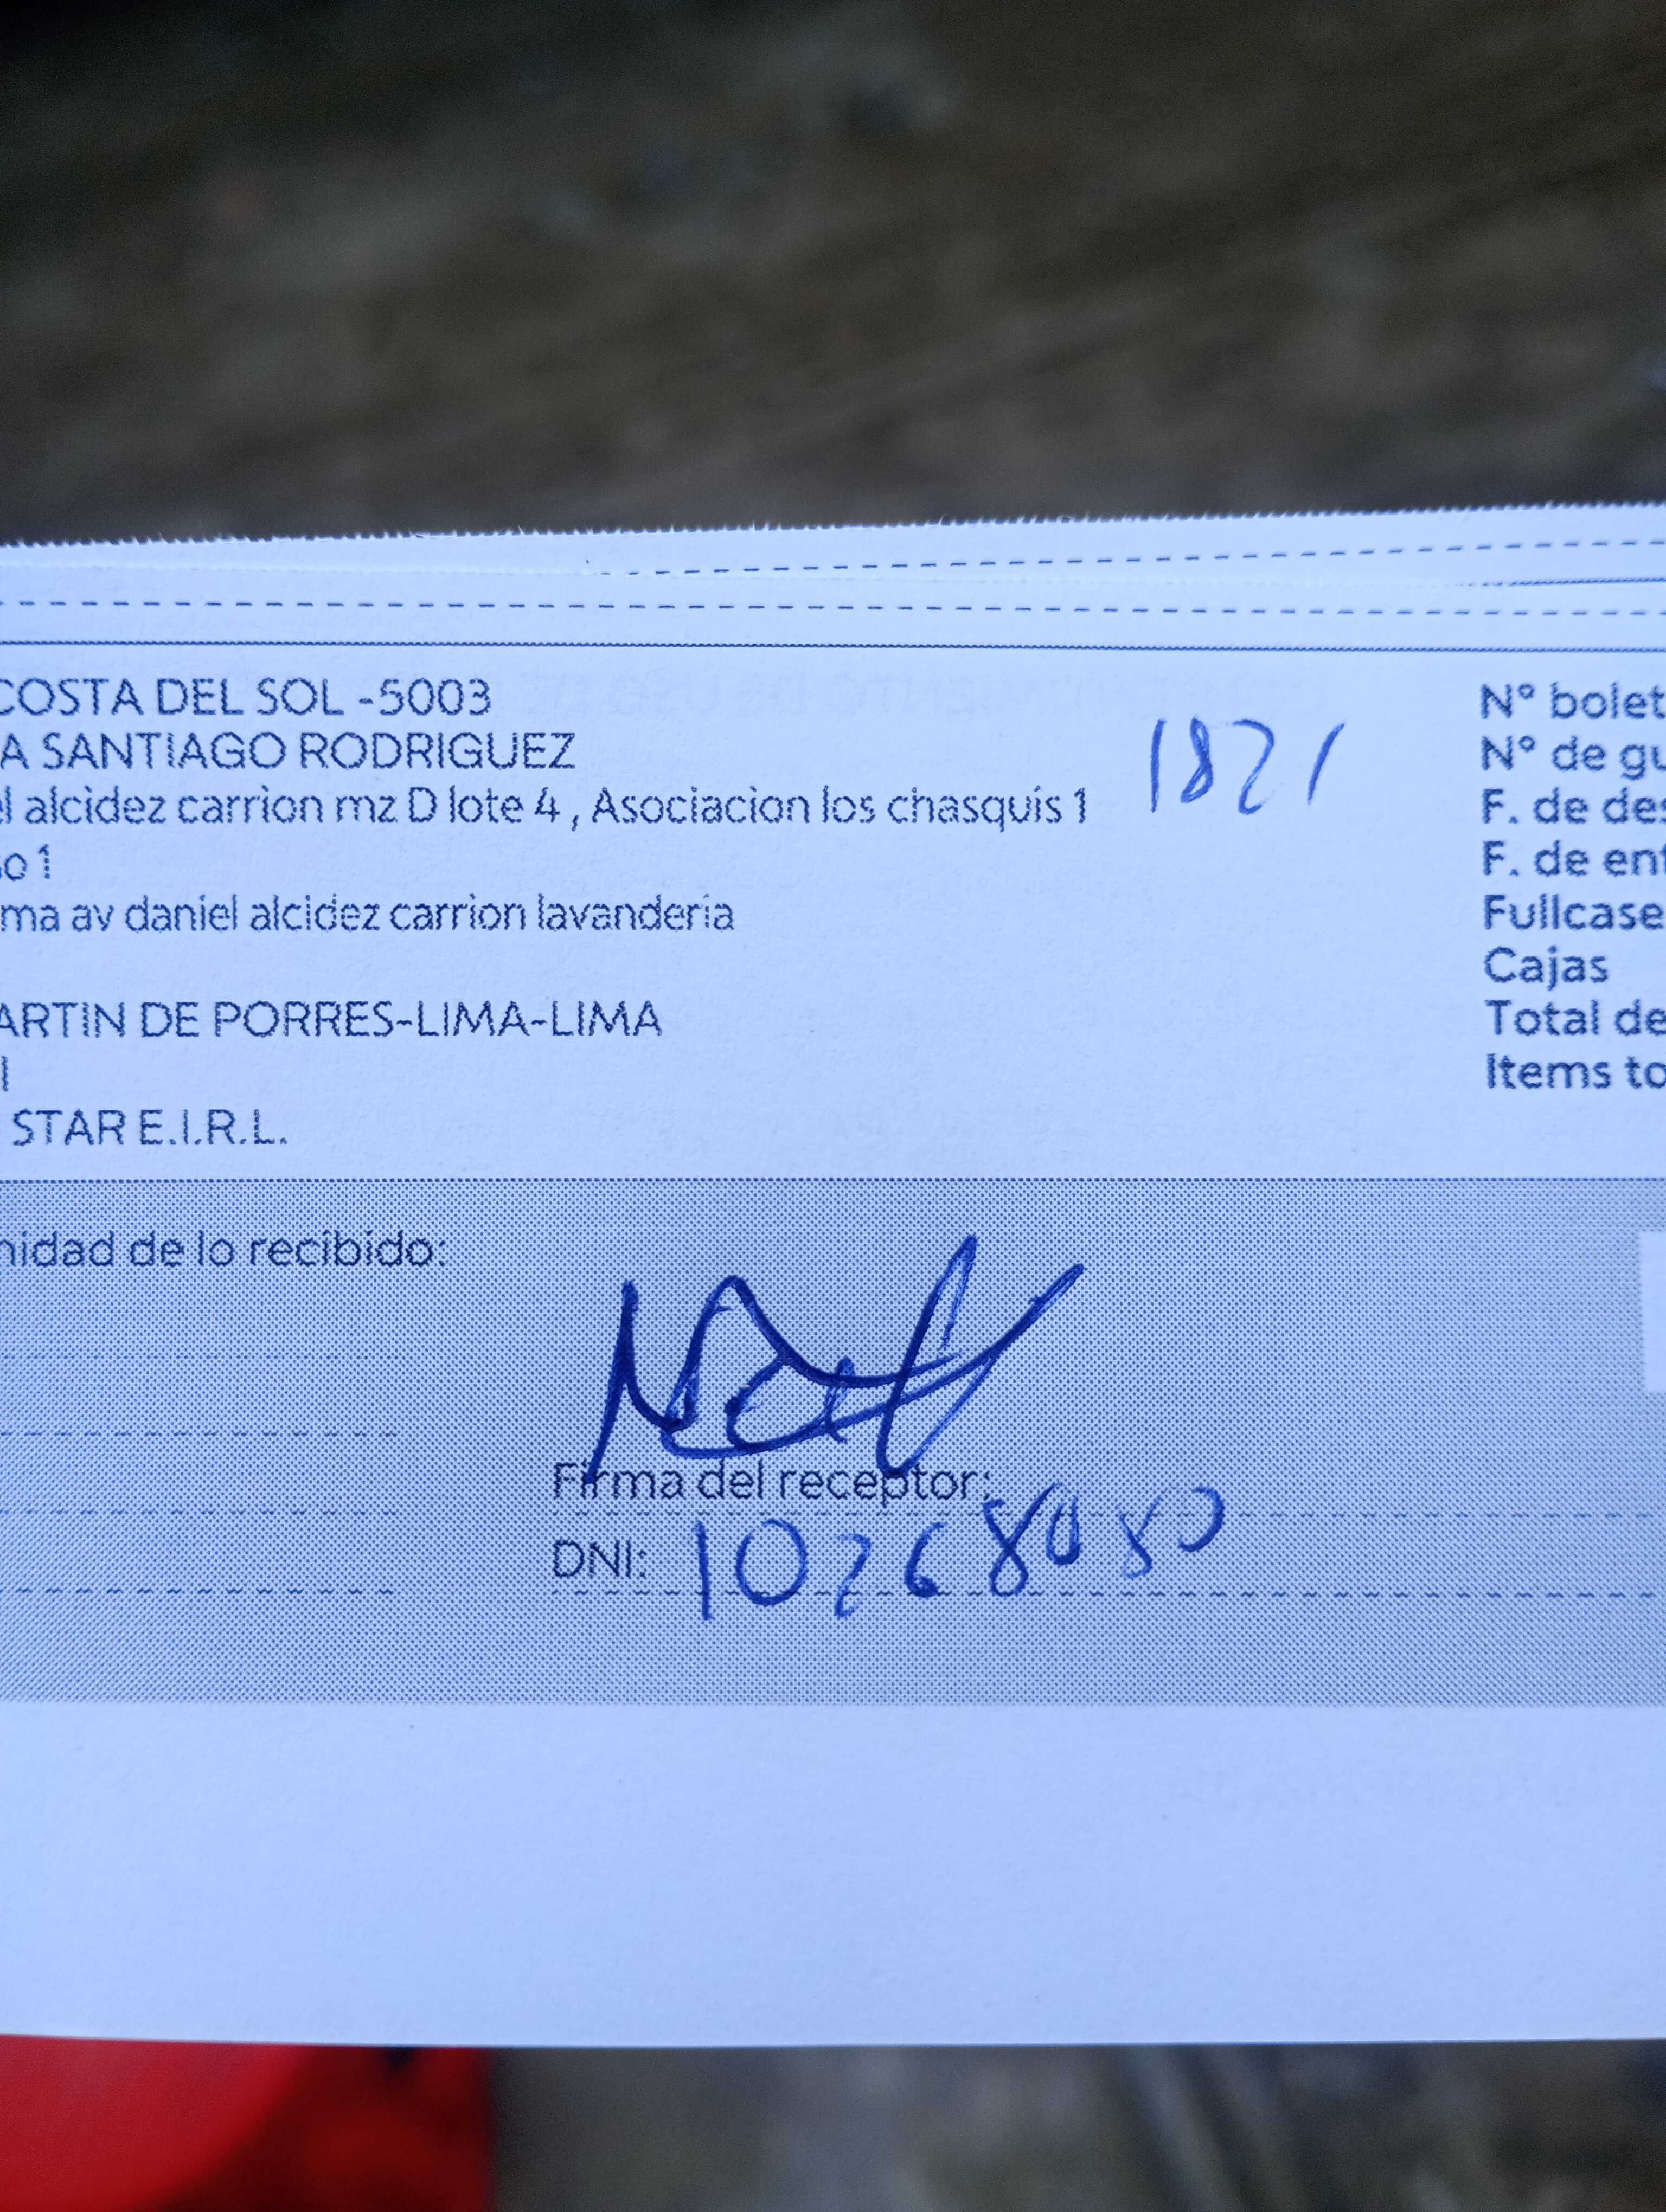 COSTA DEL SOL -5003
A SANTIAGO RODRIGUEZ
el alcidez carrion mz D lote 4 , Asociacion los chasquis 1
so 1
ma av daniel alcidez carrion lavanderia
ARTIN DE PORRES-LIMA-LIMA
STAR E.I.R.L.
1821
N° bolet
N° de gu
F. de des
F. de ent
Fullcase
Cajas
Total de
Items to
nidad de lo recibido:
Firma del receptor:
DNI: 10268080